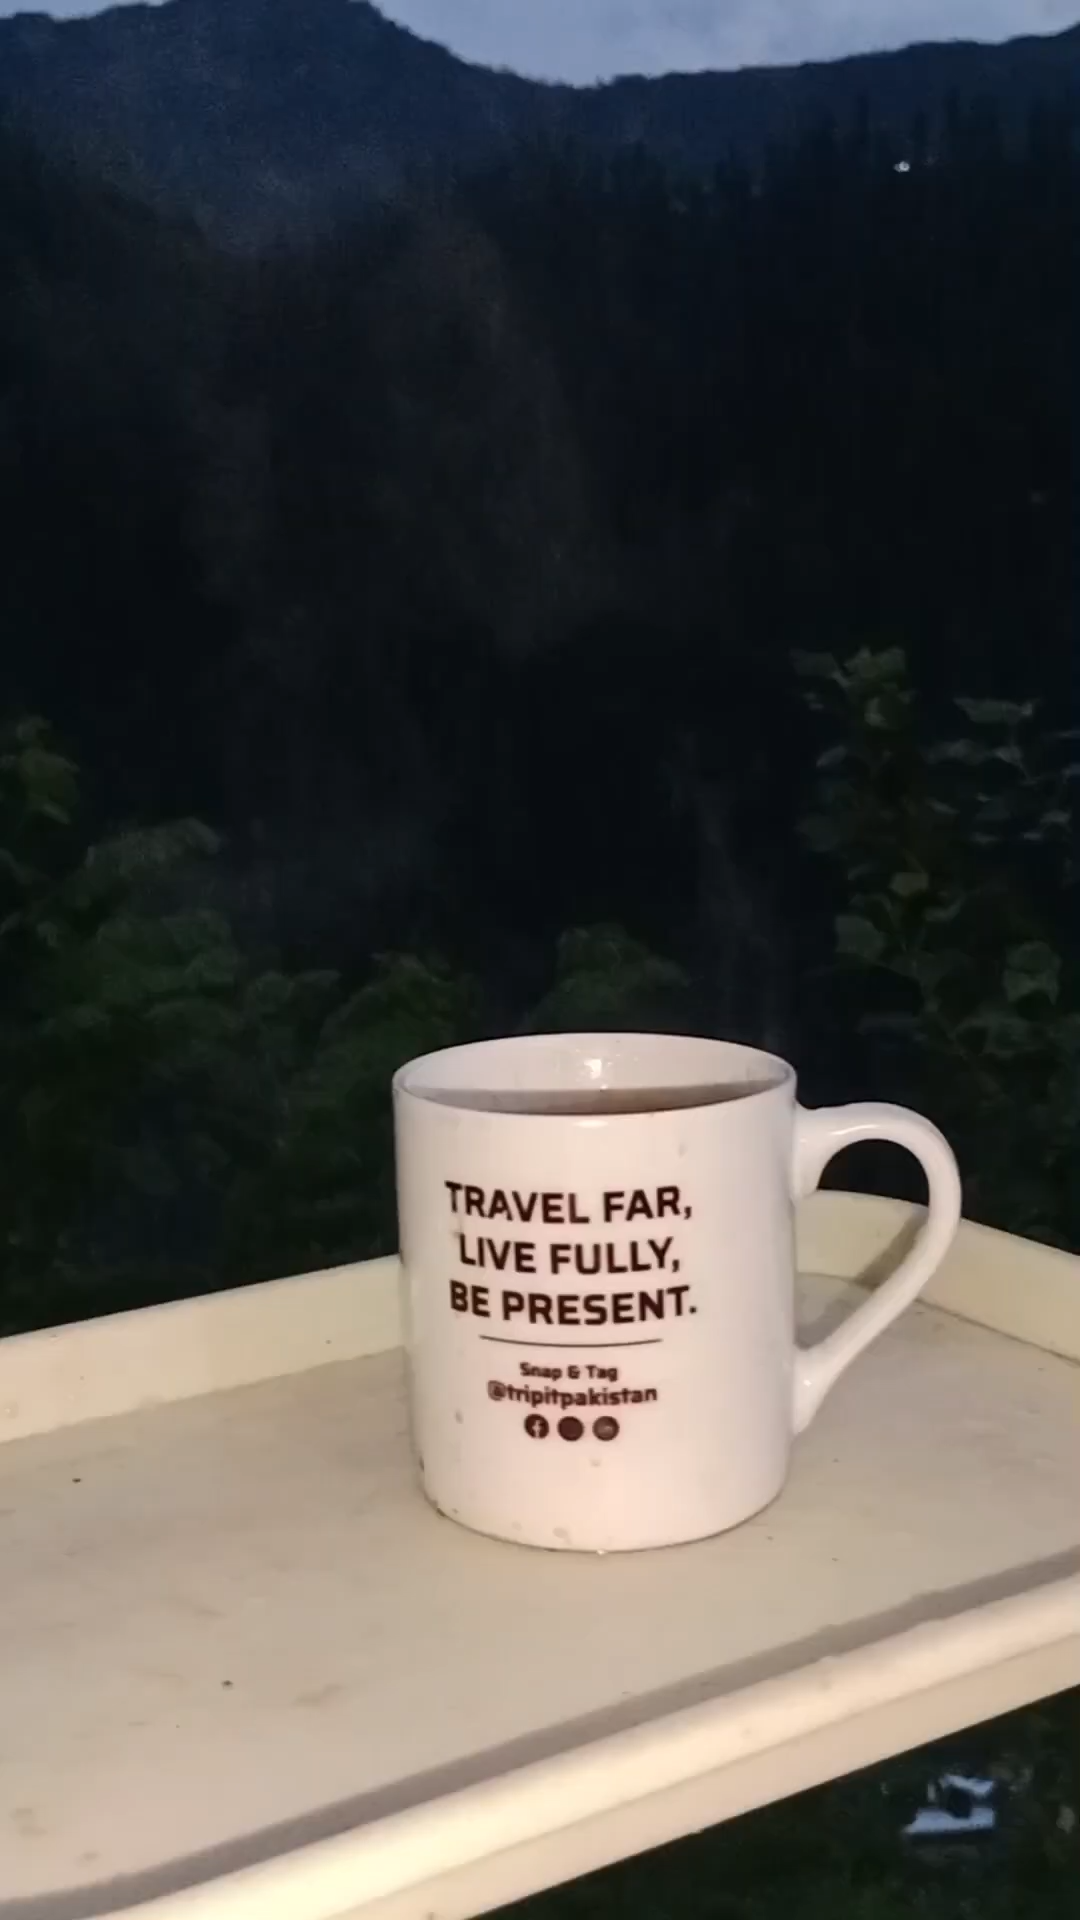 TRAVEL FAR,
LIVE FULLY,
BE PRESENT.
Snap & Tag
@tripitpakistan